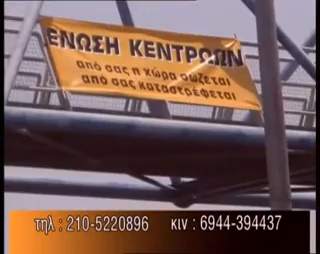 ΕΝΩΣΗ ΚΕΝΤΡΩΩΝ
από σας η χώρα σώζεται
από σας καταστρέφεται
τηλ : 210-5220896 κιν : 6944-394437